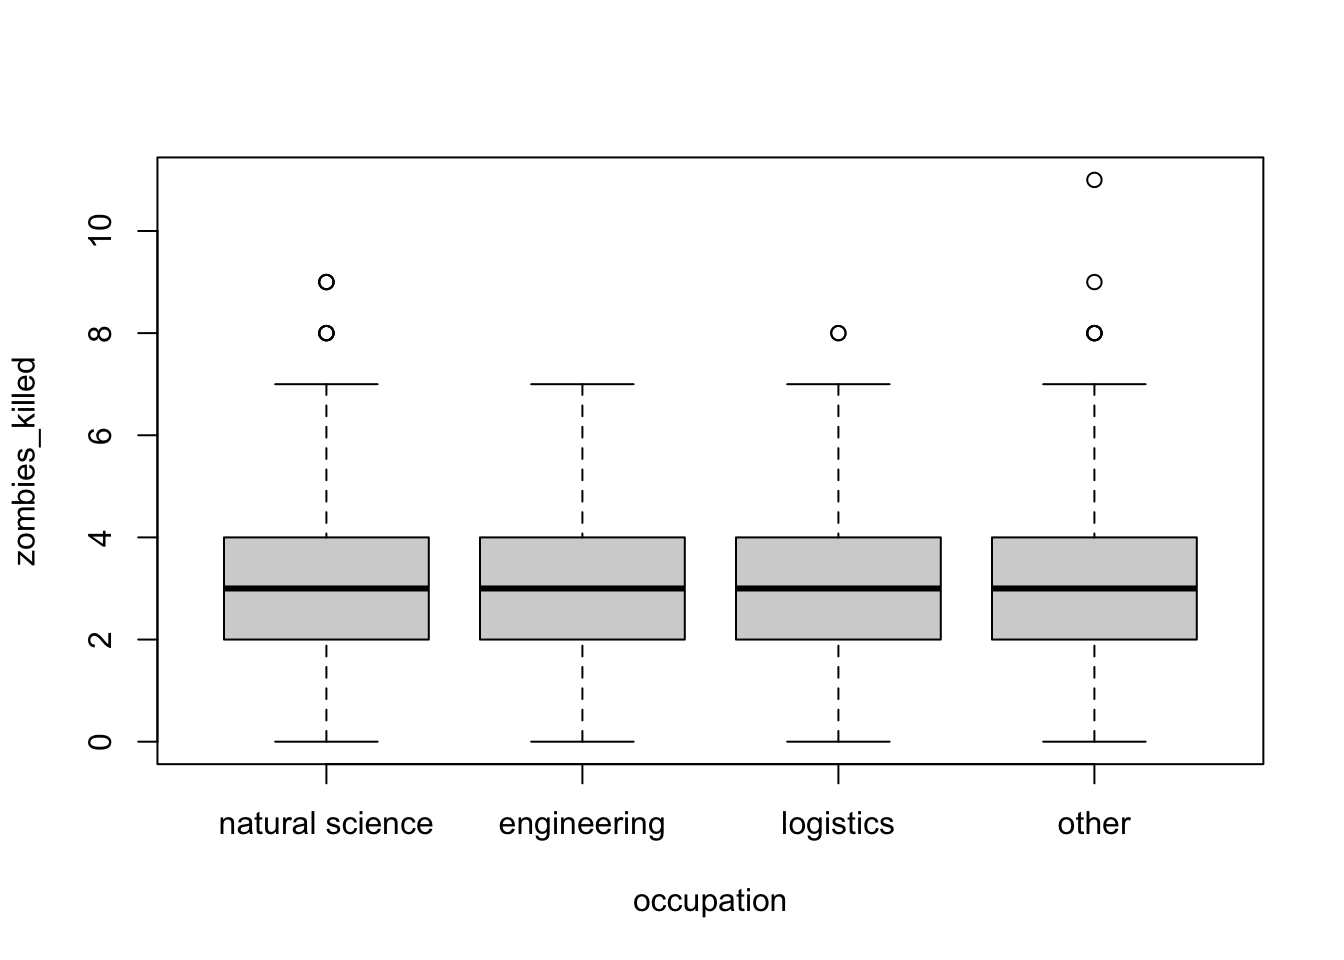 zombies_killed
10
8
6
4
2
0
natural science engineering logistics other
occupation